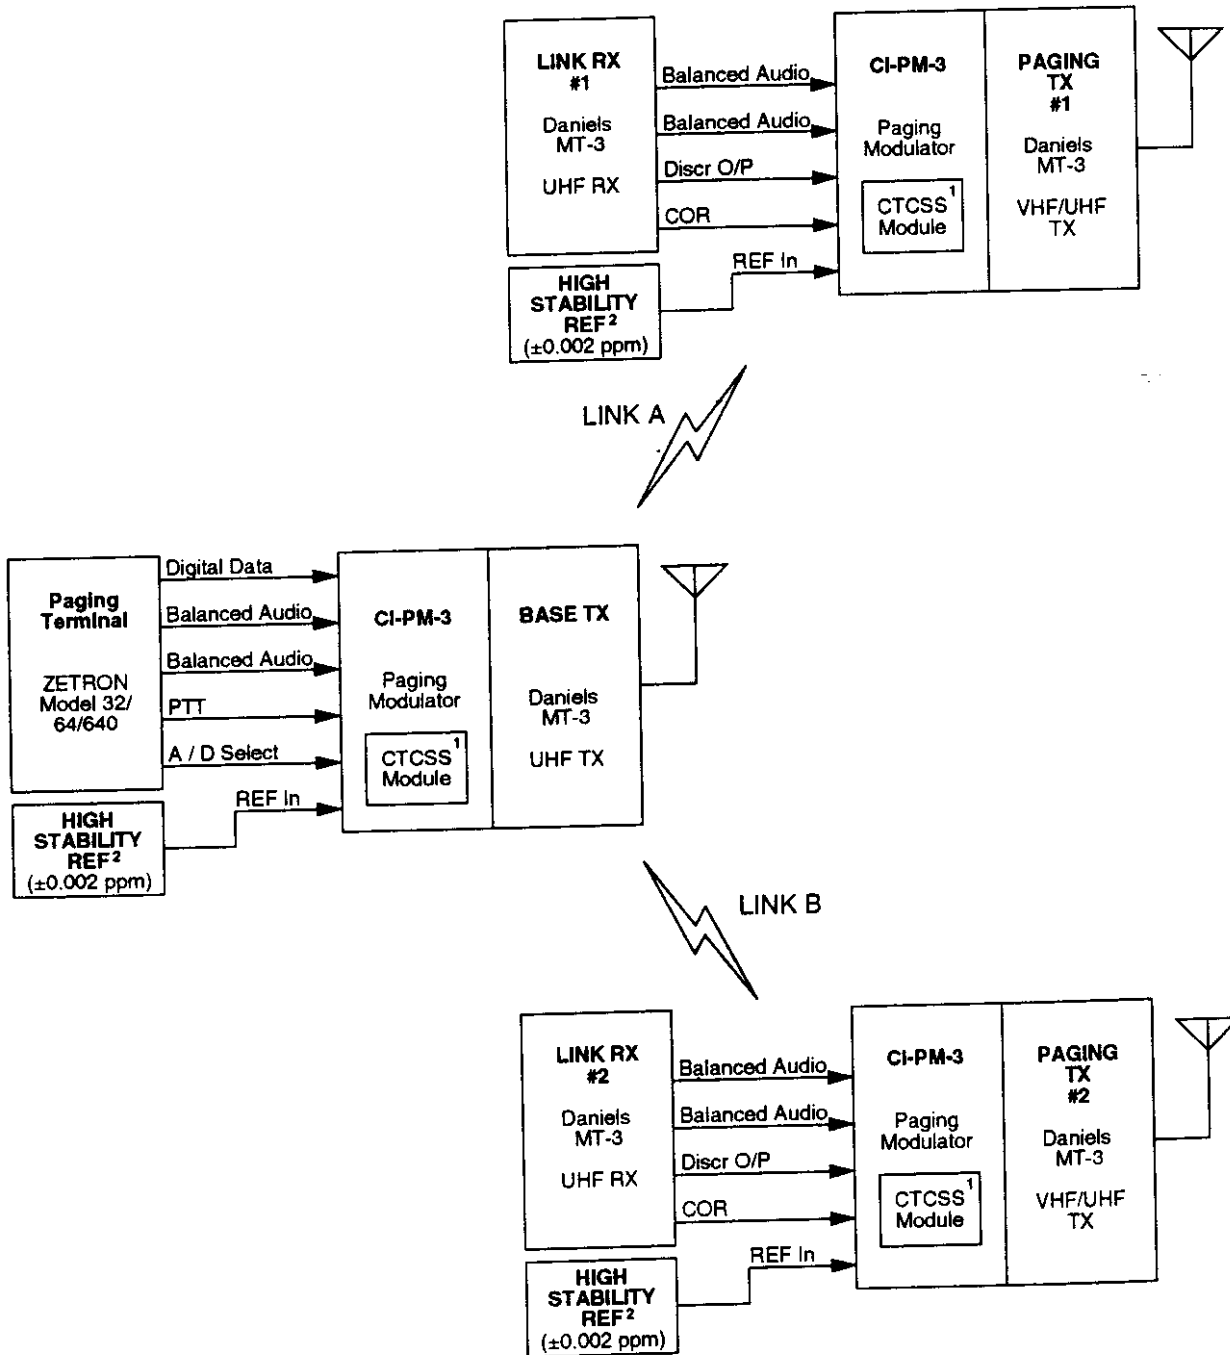 LINK RX
#1
Daniels
MT-3
UHF RX
Balanced Audio
Balanced Audio
Discr O/P
COR
REF In
HIGH
STABILITY
REF²
(±0.002 ppm)
CI-PM-3
Paging
Modulator
CTCSS¹
Module
PAGING
TX
#1
Daniels
MT-3
VHF/UHF
TX
LINK A
Paging
Terminal
ZETRON
Model 32/
64/640
Digital Data
Balanced Audio
Balanced Audio
PTT
A / D Select
REF In
HIGH
STABILITY
REF²
(±0.002 ppm)
CI-PM-3
Paging
Modulator
CTCSS¹
Module
BASE TX
Daniels
MT-3
UHF TX
LINK B
LINK RX
#2
Daniels
MT-3
UHF RX
Balanced Audio
Balanced Audio
Discr O/P
COR
REF In
HIGH
STABILITY
REF²
(±0.002 ppm)
CI-PM-3
Paging
Modulator
CTCSS¹
Module
PAGING
TX
#2
Daniels
MT-3
VHF/UHF
TX